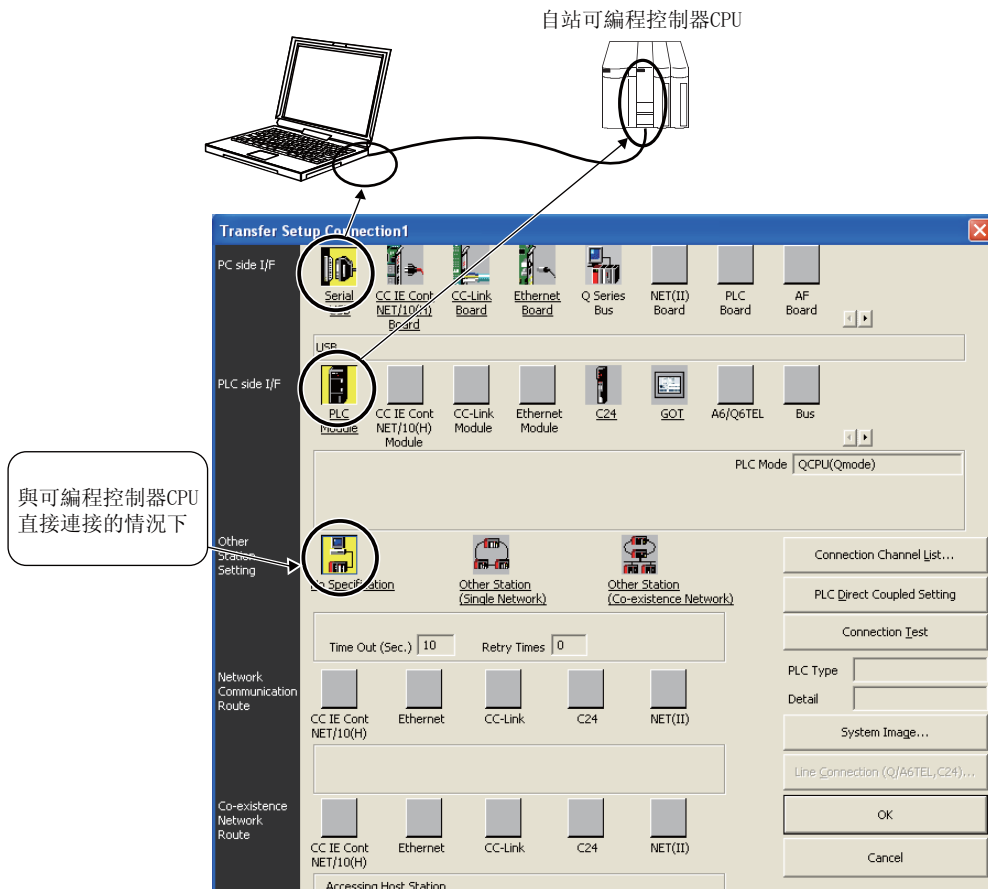 自站可編程控制器CPU
Transfer Setup Connection1
PC side I/F
Serial
USB
CC IE Cont
NET/10(H)
Board
CC-Link
Board
Ethernet
Board
Q Series
Bus
NET(II)
Board
PLC
Board
AF
Board
USB
PLC side I/F
PLC
Module
CC IE Cont
NET/10(H)
Module
CC-Link
Module
Ethernet
Module
C24
GOT
A6/Q6TEL
Bus
PLC Mode QCPU(Qmode)
與可編程控制器CPU
直接連接的情況下
Other
Station
Setting
No Specification
Other Station
(Single Network)
Other Station
(Co-existence Network)
Time Out (Sec.) 10 Retry Times 0
Connection Channel List...
PLC Direct Coupled Setting
Connection Test
PLC Type
Detail
System Image...
Line Connection (Q/A6TEL,C24)...
OK
Cancel
Network
Communication
Route
CC IE Cont
NET/10(H)
Ethernet
CC-Link
C24
NET(II)
Co-existence
Network
Route
CC IE Cont
NET/10(H)
Ethernet
CC-Link
C24
NET(II)
Accessing Host Station